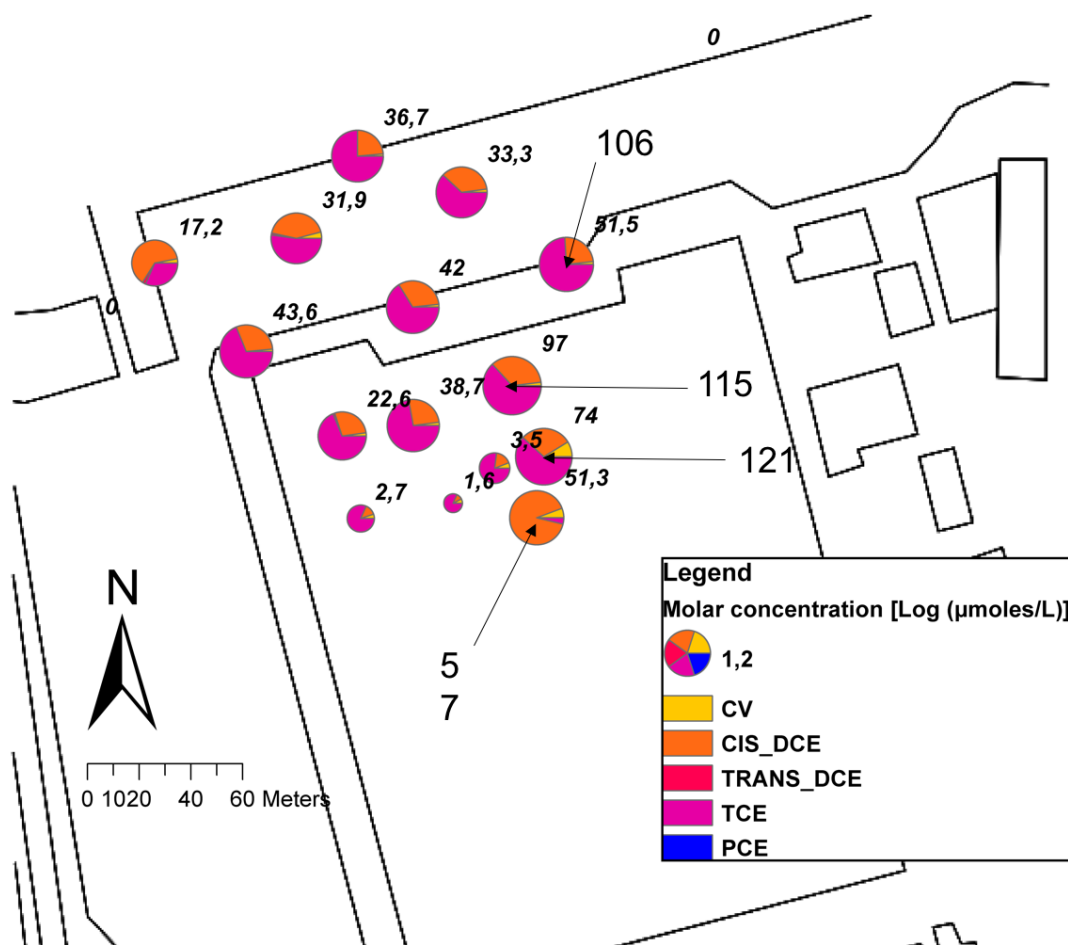 0
36,7
33,3
106
31,9
17,2
51,5
42
0
43,6
97
38,7
115
22,6
74
3,5
121
51,3
1,6
2,7
N
Legend
Molar concentration [Log (µmoles/L)]
1,2
5
7
CV
CIS_DCE
TRANS_DCE
0 1020 40 60 Meters
TCE
PCE